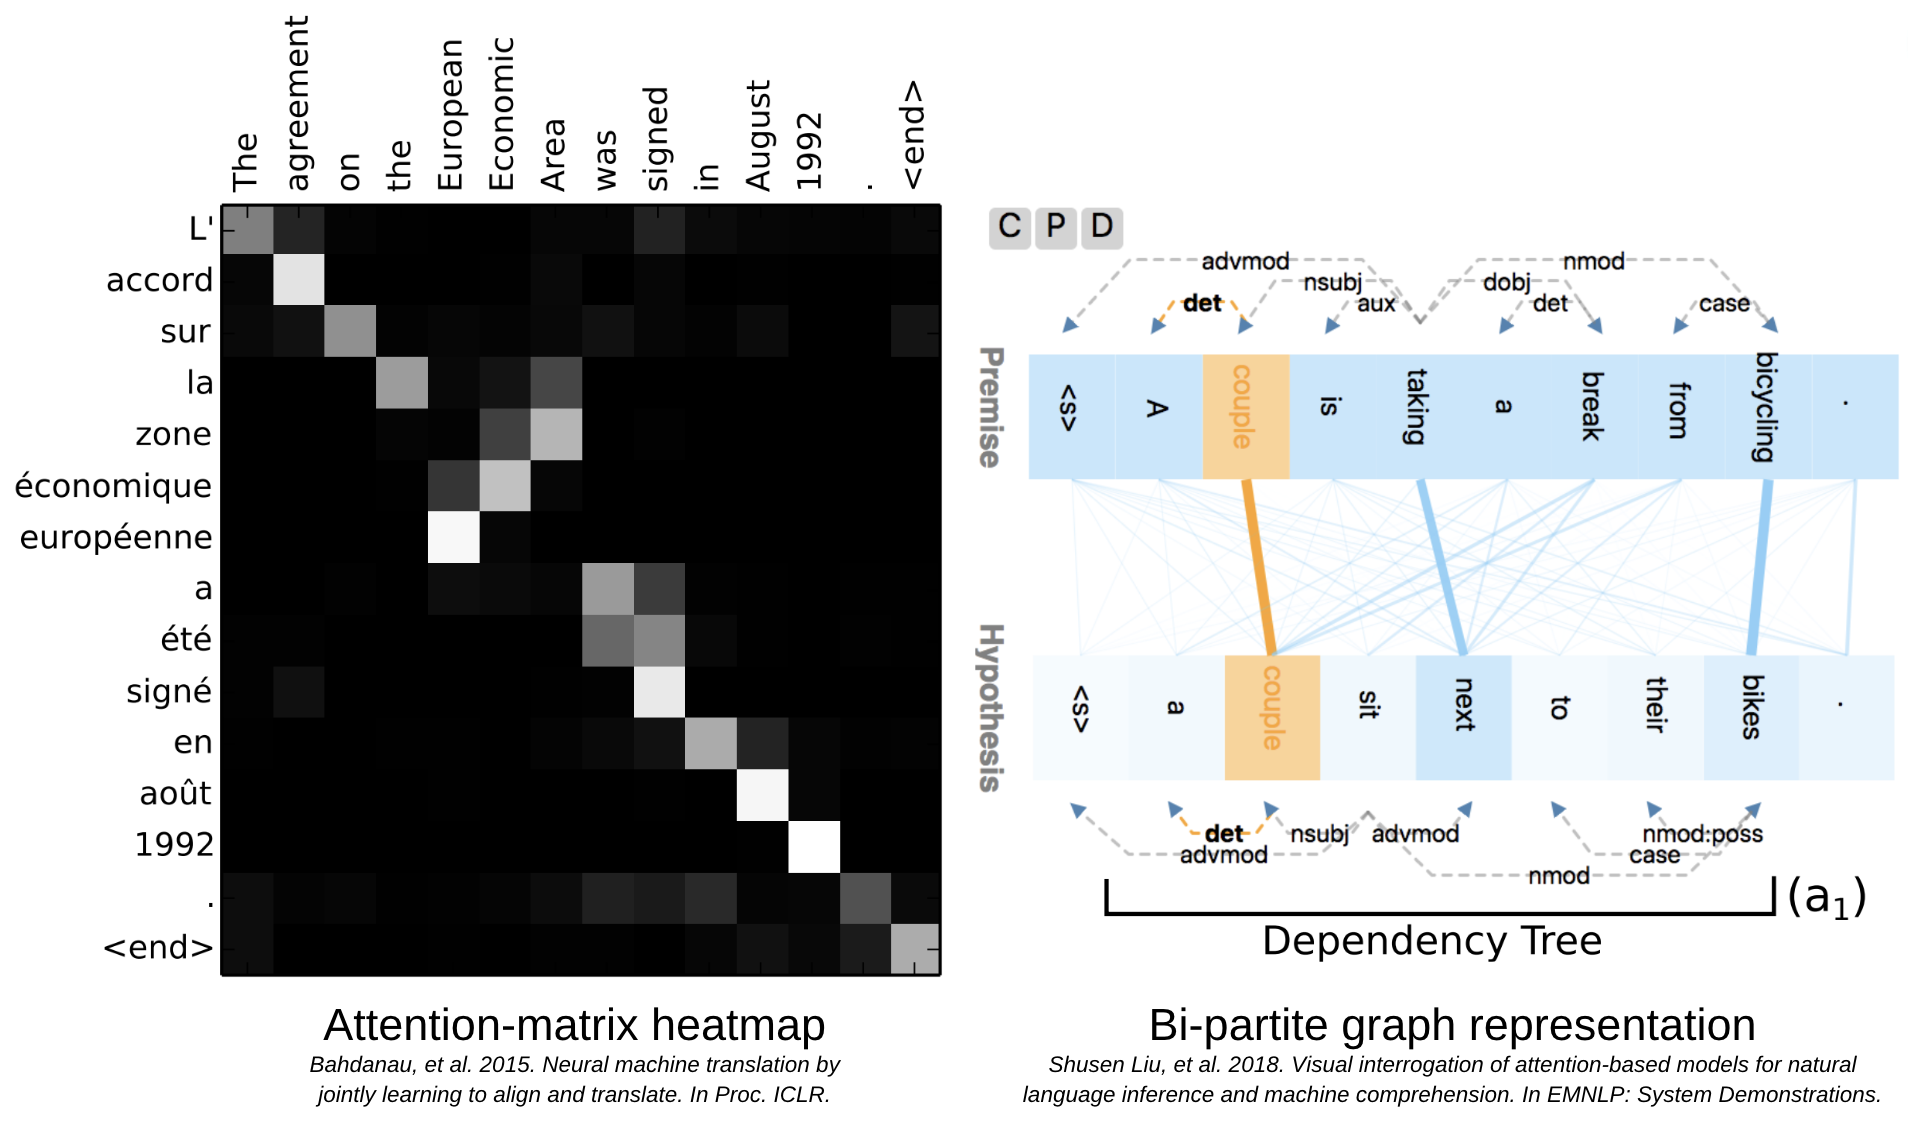 The agreement on the European Economic Area was signed in August 1992 . <end>
L'
accord
sur
la
zone
économique
européenne
a
été
signé
en
août
1992
.
<end>
Attention-matrix heatmap
Bahdanau, et al. 2015. Neural machine translation by
jointly learning to align and translate. In Proc. ICLR.
C P D
advmod nmod
nsubj dobj
det aux det case
Premise
<s> A couple is taking a break from bicycling .
Hypothesis
<s> a couple sit next to their bikes .
det nsubj advmod nmod:poss
advmod case
nmod
(a1)
Dependency Tree
Bi-partite graph representation
Shusen Liu, et al. 2018. Visual interrogation of attention-based models for natural
language inference and machine comprehension. In EMNLP: System Demonstrations.